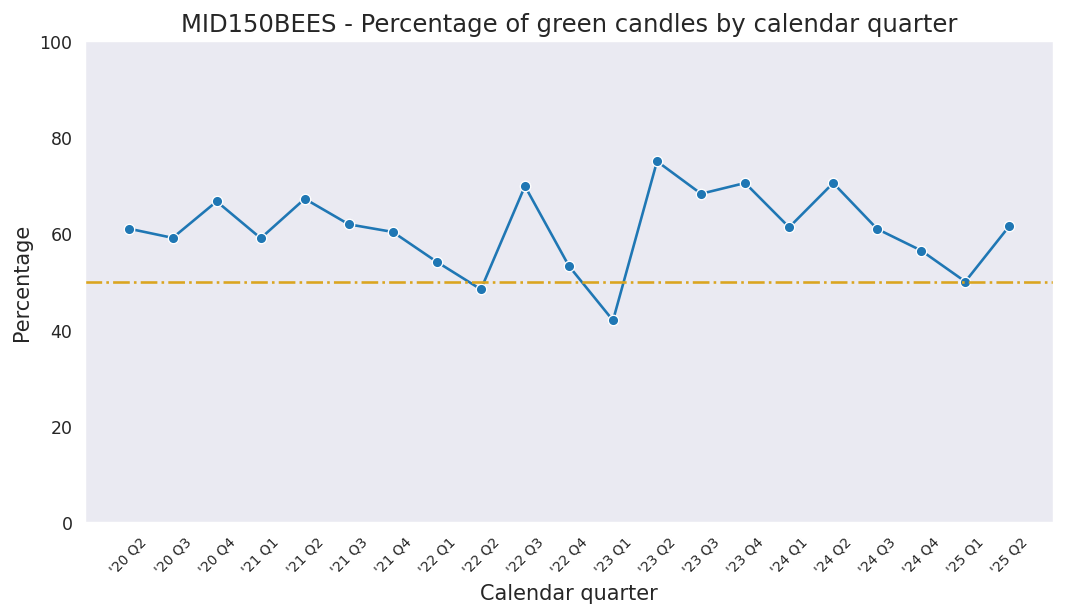 MID150BEES - Percentage of green candles by calendar quarter
100
80
60
40
20
0
Percentage
'20 Q2
'20 Q3
'20 Q4
'21 Q1
'21 Q2
'21 Q3
'21 Q4
'22 Q1
'22 Q2
'22 Q3
'22 Q4
'23 Q1
'23 Q2
'23 Q3
'23 Q4
'24 Q1
'24 Q2
'24 Q3
'24 Q4
'25 Q1
'25 Q2
Calendar quarter